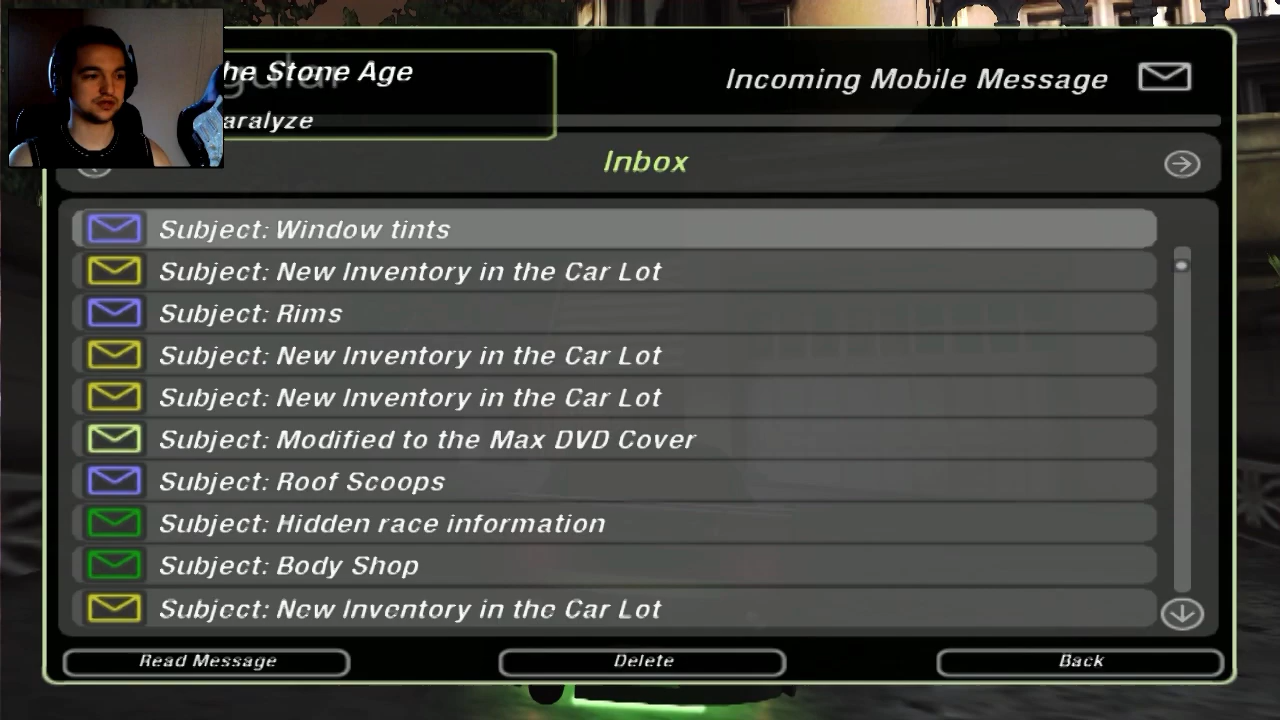 he Stone Age
gular
aralyze
Incoming Mobile Message
Inbox
Subject: Window tints
Subject: New Inventory in the Car Lot
Subject: Rims
Subject: New Inventory in the Car Lot
Subject: New Inventory in the Car Lot
Subject: Modified to the Max DVD Cover
Subject: Roof Scoops
Subject: Hidden race information
Subject: Body Shop
Subject: New Inventory in the Car Lot
Read Message
Delete
Back